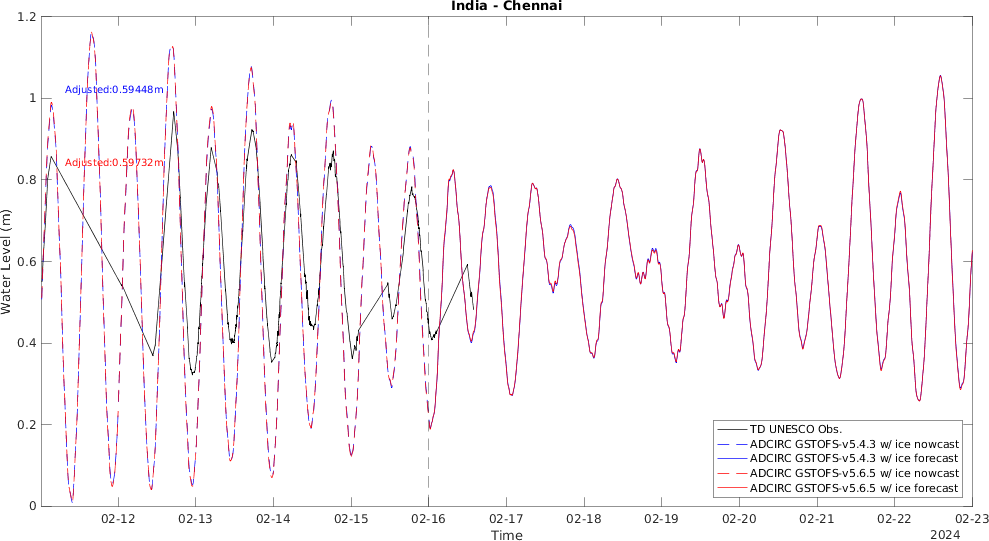 India - Chennai
Water Level (m)
1.2
1
0.8
0.6
0.4
0.2
0
Adjusted:0.59448m
Adjusted:0.59732m
TD UNESCO Obs.
ADCIRC GSTOFS-v5.4.3 w/ ice nowcast
ADCIRC GSTOFS-v5.4.3 w/ ice forecast
ADCIRC GSTOFS-v5.6.5 w/ ice nowcast
ADCIRC GSTOFS-v5.6.5 w/ ice forecast
02-12 02-13 02-14 02-15 02-16 02-17 02-18 02-19 02-20 02-21 02-22 02-23
Time
2024